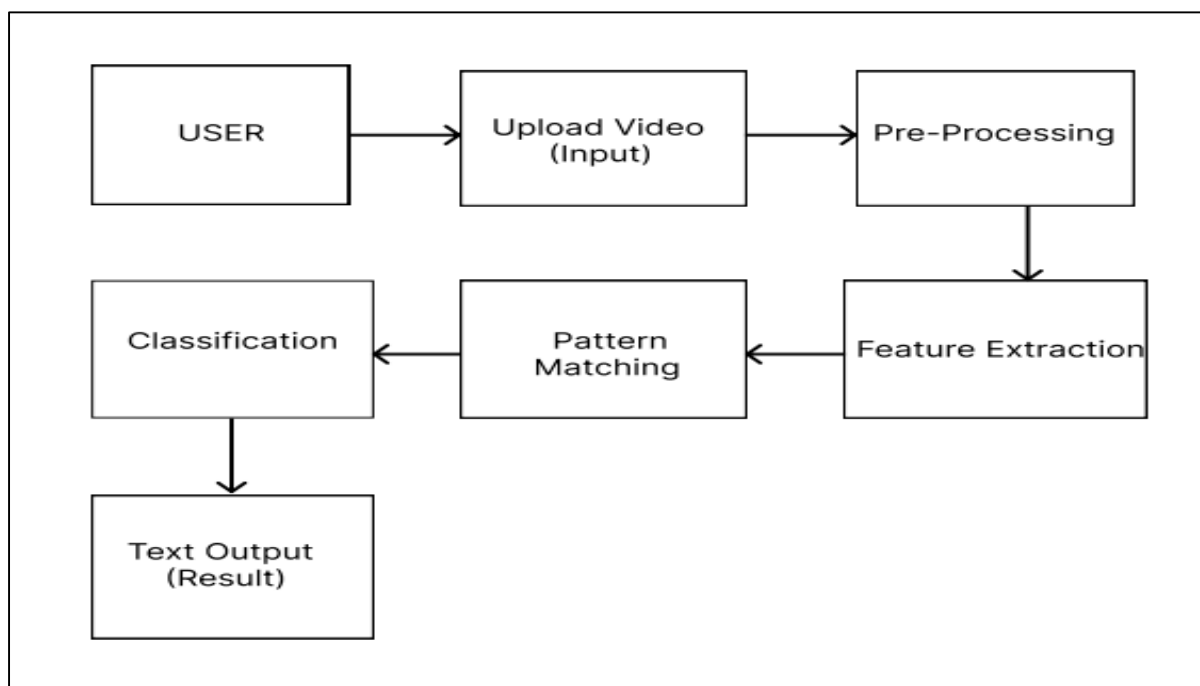 USER
Upload Video
(Input)
Pre-Processing
Feature Extraction
Pattern
Matching
Classification
Text Output
(Result)